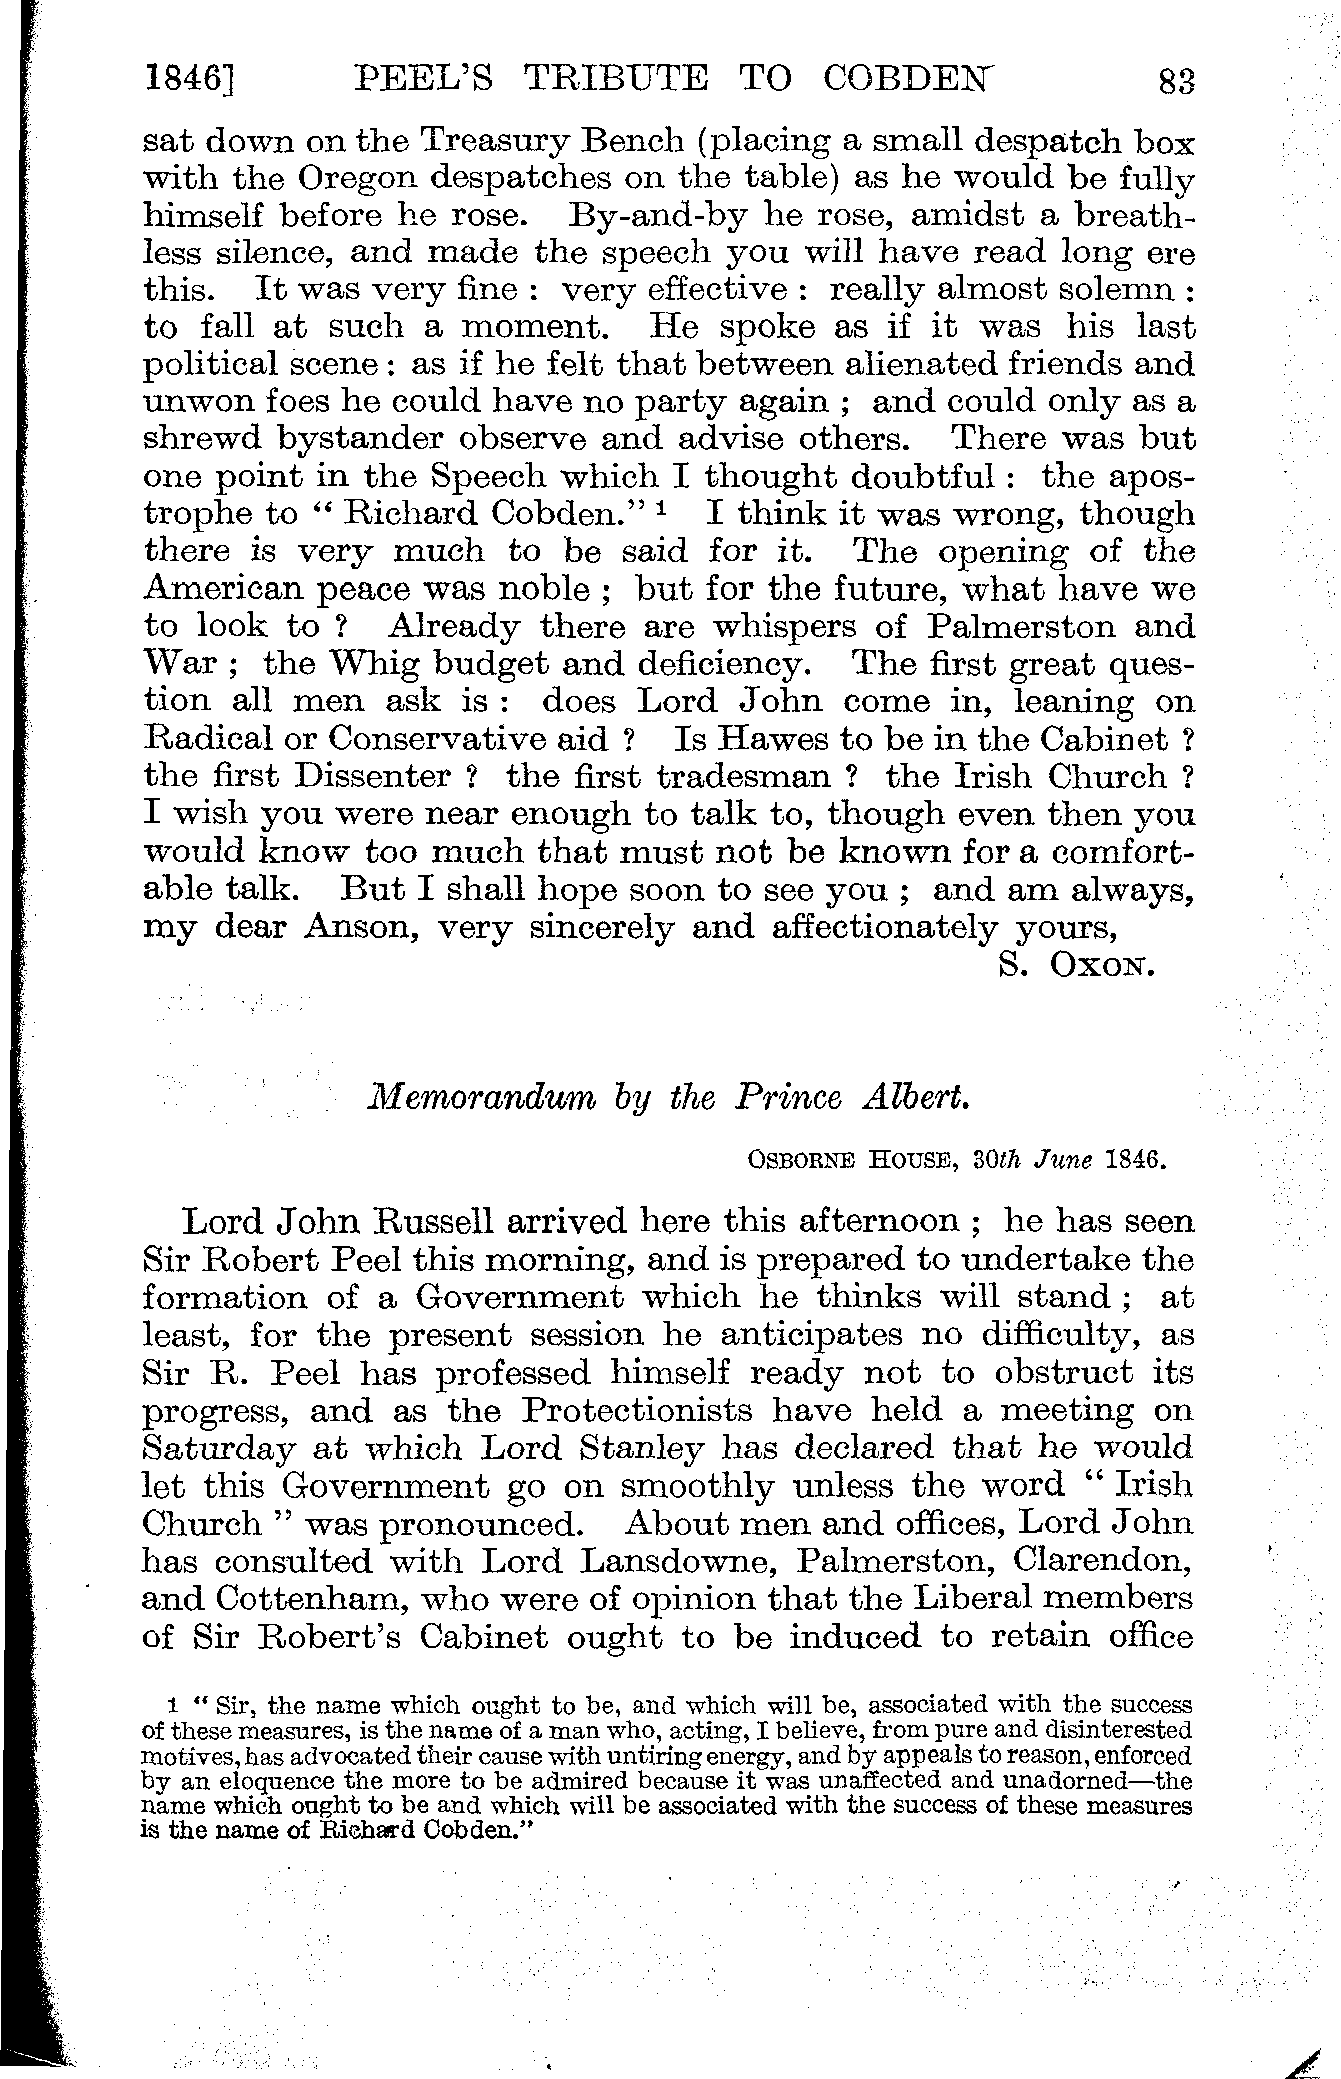 1846] PEEL'S TRIBUTE TO COBDEN 83
sat down on the Treasury Bench (placing a small despatch box
with the Oregon despatches on the table) as he would be fully
himself before he rose. By-and-by he rose, amidst a breath-
less silence, and made the speech you will have read long ere
this. It was very fine : very effective : really almost solemn :
to fall at such a moment. He spoke as if it was his last
political scene : as if he felt that between alienated friends and
unwon foes he could have no party again ; and could only as a
shrewd bystander observe and advise others. There was but
one point in the Speech which I thought doubtful : the apos-
trophe to " Richard Cobden." 1 I think it was wrong, though
there is very much to be said for it. The opening of the
American peace was noble ; but for the future, what have we
to look to ? Already there are whispers of Palmerston and
War ; the Whig budget and deficiency. The first great ques-
tion all men ask is : does Lord John come in, leaning on
Radical or Conservative aid ? Is Hawes to be in the Cabinet ?
the first Dissenter ? the first tradesman ? the Irish Church ?
I wish you were near enough to talk to, though even then you
would know too much that must not be known for a comfort-
able talk. But I shall hope soon to see you ; and am always,
my dear Anson, very sincerely and affectionately yours,
S. OXON.
Memorandum by the Prince Albert.
OSBORNE HOUSE, 30th June 1846.
Lord John Russell arrived here this afternoon ; he has seen
Sir Robert Peel this morning, and is prepared to undertake the
formation of a Government which he thinks will stand ; at
least, for the present session he anticipates no difficulty, as
Sir R. Peel has professed himself ready not to obstruct its
progress, and as the Protectionists have held a meeting on
Saturday at which Lord Stanley has declared that he would
let this Government go on smoothly unless the word " Irish
Church " was pronounced. About men and offices, Lord John
has consulted with Lord Lansdowne, Palmerston, Clarendon,
and Cottenham, who were of opinion that the Liberal members
of Sir Robert's Cabinet ought to be induced to retain office
1 " Sir, the name which ought to be, and which will be, associated with the success
of these measures, is the name of a man who, acting, I believe, from pure and disinterested
motives, has advocated their cause with untiring energy, and by appeals to reason, enforced
by an eloquence the more to be admired because it was unaffected and unadorned—the
name which ought to be and which will be associated with the success of these measures
is the name of Richard Cobden."